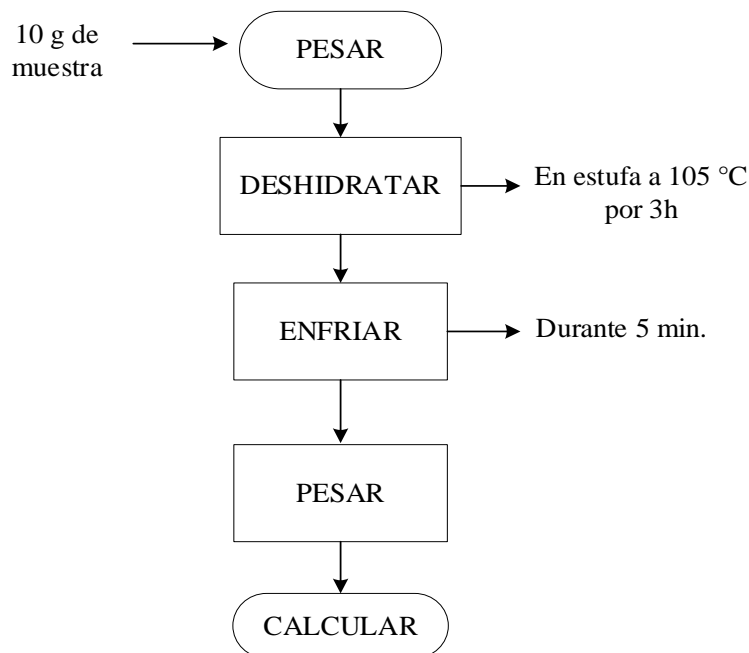 10 g de
muestra
PESAR
DESHIDRATAR
En estufa a 105 °C
por 3h
ENFRIAR
Durante 5 min.
PESAR
CALCULAR